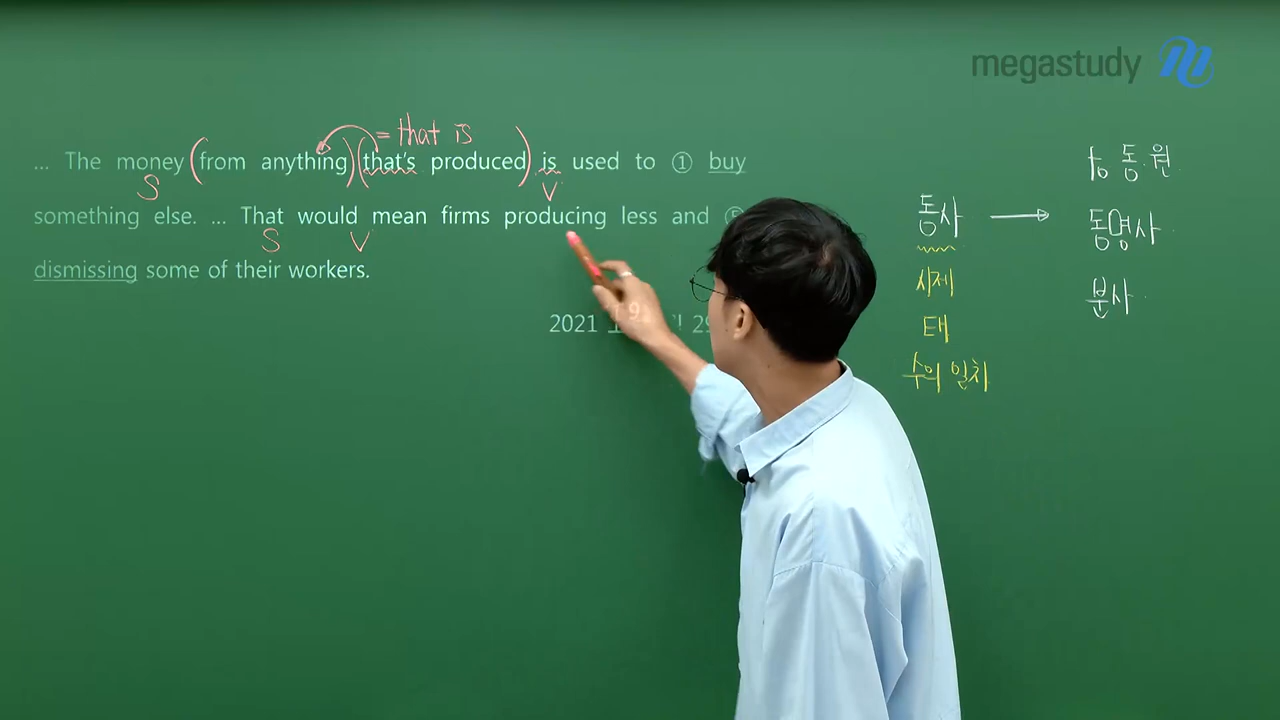 megastudy
= that is
... The money (from anything)(that's produced) is used to ① buy
S V
something else. ... That would mean firms producing less and ⑤
S V
dismissing some of their workers.
2021 29
동사 → to 동.원
시제 동명사
태 분사
수의 일치